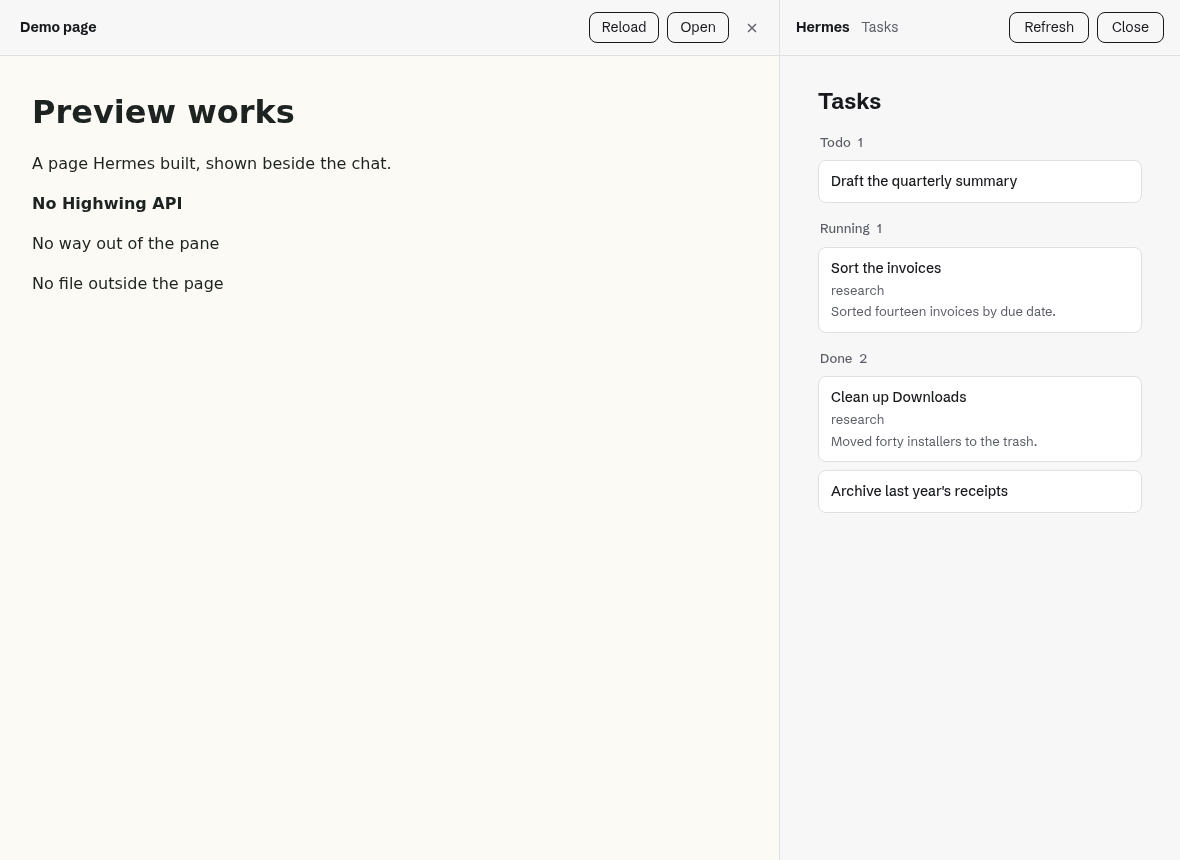 Demo page
Reload
Open
×
Preview works
A page Hermes built, shown beside the chat.
No Highwing API
No way out of the pane
No file outside the page
Hermes Tasks
Refresh
Close
Tasks
Todo 1
Draft the quarterly summary
Running 1
Sort the invoices
research
Sorted fourteen invoices by due date.
Done 2
Clean up Downloads
research
Moved forty installers to the trash.
Archive last year's receipts